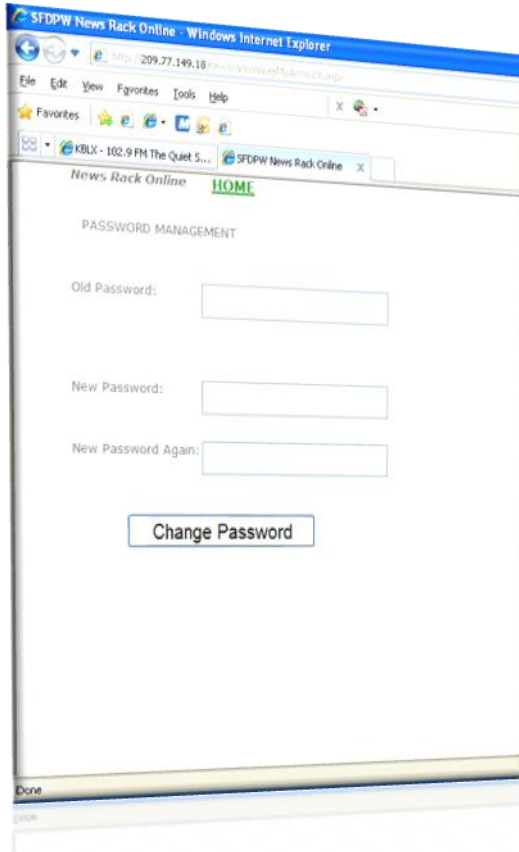 SFDPW News Rack Online - Windows Internet Explorer
http://209.77.149.18
File Edit View Favorites Tools Help
X
Favorites
KBLX - 102.9 FM The Quiet S... SFDPW News Rack Online X
News Rack Online HOME
PASSWORD MANAGEMENT
Old Password:
New Password:
New Password Again:
Change Password
Done